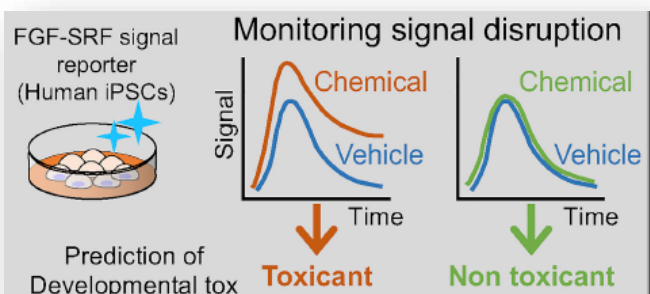 FGF-SRF signal
reporter
(Human iPSCs)
Monitoring signal disruption
Signal
Chemical
Vehicle
Time
Chemical
Vehicle
Time
Prediction of
Developmental tox
Toxicant
Non toxicant